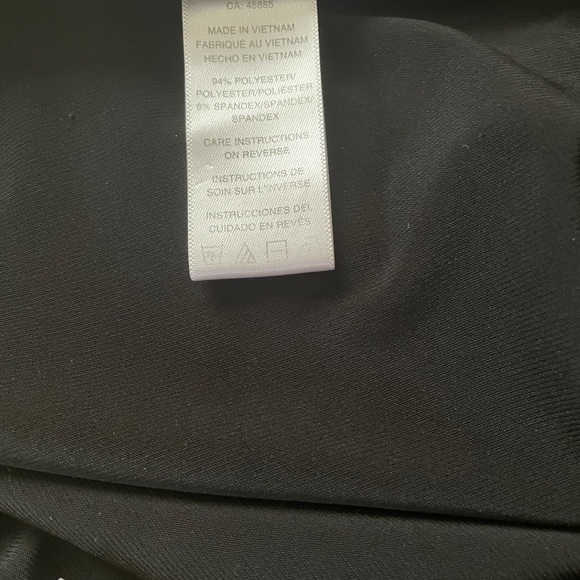 CA: 45885
MADE IN VIETNAM
FABRIQUÉ AU VIETNAM
HECHO EN VIETNAM
94% POLYESTER/
POLYESTER/POLIÉSTER
6% SPANDEX/SPANDEX/
SPANDEX
CARE INSTRUCTIONS
ON REVERSE
INSTRUCTIONS DE
SOIN SUR L'INVERSE
INSTRUCCIONES DEL
CUIDADO EN REVÉS